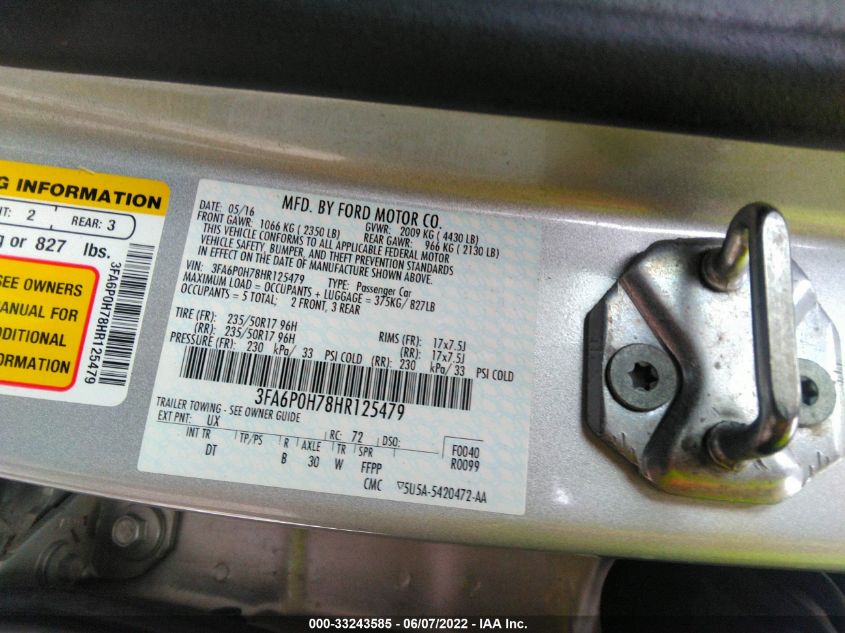 G INFORMATION
NT: 2 REAR: 3
g or 827 lbs.
SEE OWNERS
MANUAL FOR
ADDITIONAL
INFORMATION
3FA6P0H78HR125479
MFD. BY FORD MOTOR CO.
DATE: 05/16 GVWR: 2009 KG ( 4430 LB)
FRONT GAWR: 1066 KG ( 2350 LB) REAR GAWR: 966 KG ( 2130 LB)
THIS VEHICLE CONFORMS TO ALL APPLICABLE FEDERAL MOTOR
VEHICLE SAFETY, BUMPER, AND THEFT PREVENTION STANDARDS
IN EFFECT ON THE DATE OF MANUFACTURE SHOWN ABOVE.
VIN: 3FA6P0H78HR125479 TYPE: Passenger Car
MAXIMUM LOAD = OCCUPANTS + LUGGAGE = 375KG/827LB
OCCUPANTS = 5 TOTAL: 2 FRONT, 3 REAR
TIRE (FR): 235/50R17 96H RIMS (FR): 17x7.5J
(RR): 235/50R17 96H (RR): 17x7.5J
PRESSURE (FR): 230 kPa/ 33 PSI COLD (RR): 230 kPa/33 PSI COLD
3FA6P0H78HR125479
TRAILER TOWING - SEE OWNER GUIDE
EXT PNT: UX RC: 72 DSO: F0040
INT TR TP/PS R AXLE TR SPR R0099
DT B 30 W FFPP
CMC 5U5A-5420472-AA
000-33243585 - 06/07/2022 - IAA Inc.